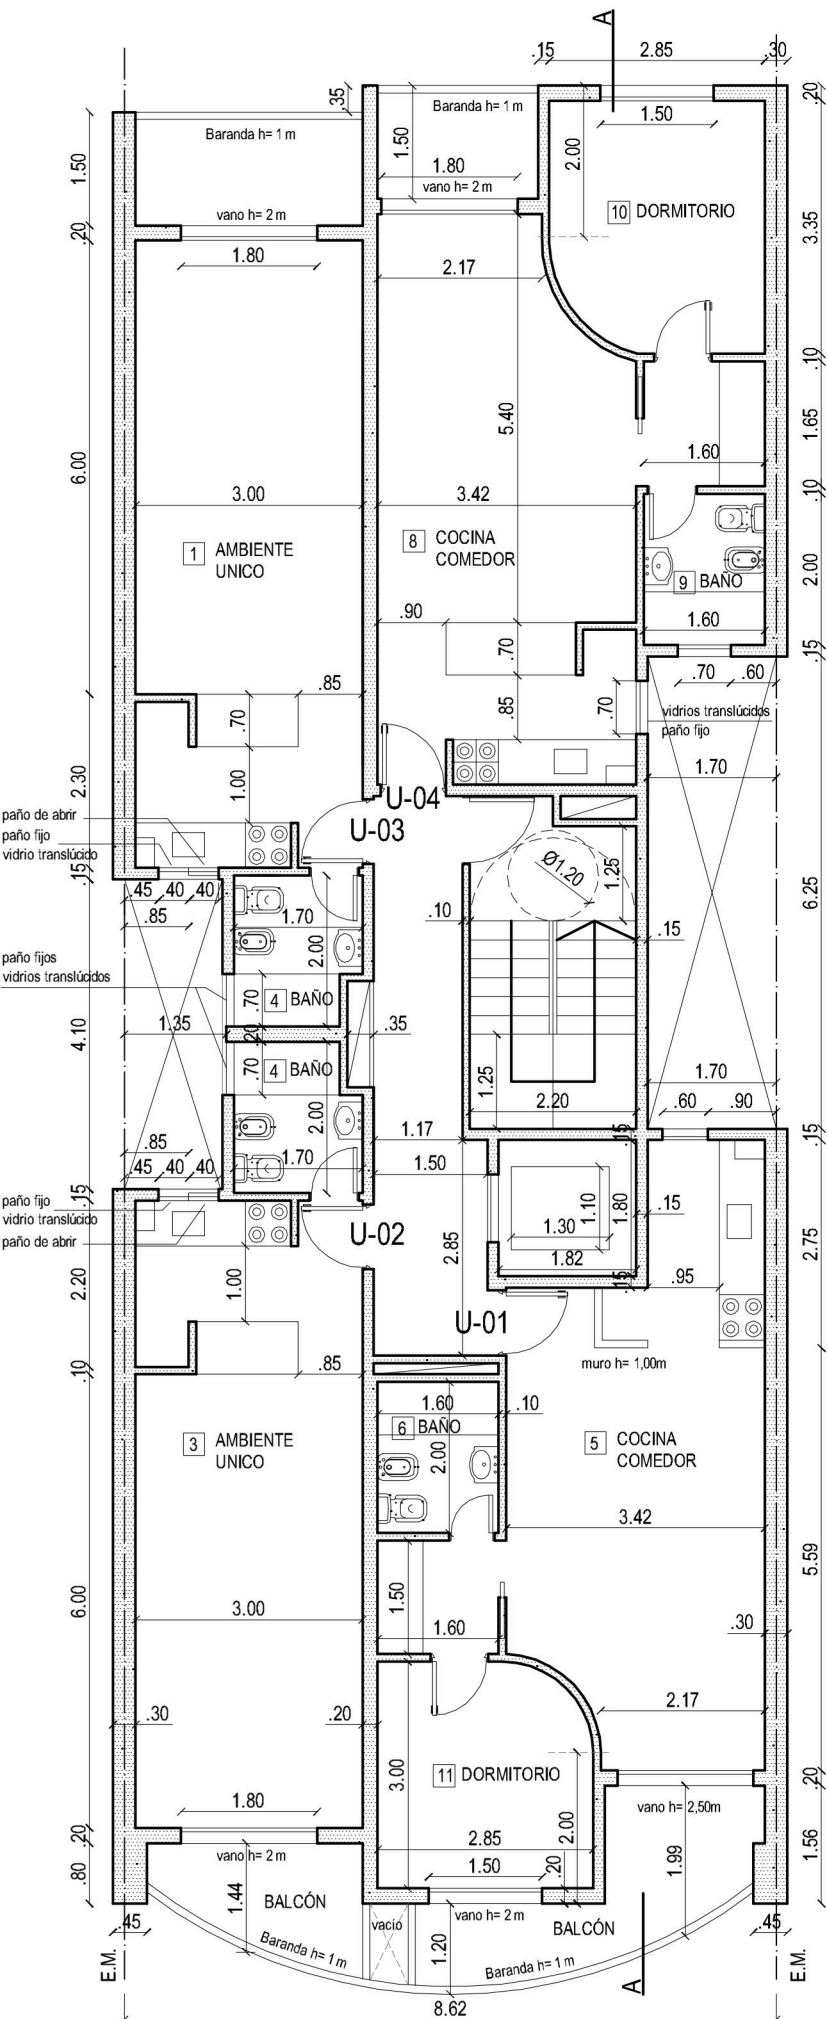 A
.15
2.85
.30
.35
Baranda h= 1 m
Baranda h= 1 m
.20
1.50
1.50
1.50
2.00
1.80
vano h= 2 m
vano h= 2 m
10 DORMITORIO
3.35
.20
1.80
2.17
.10
5.40
1.65
1.60
6.00
3.00
3.42
.10
1 AMBIENTE
UNICO
8 COCINA
COMEDOR
2.00
9 BAÑO
.90
1.60
.70
.15
.85
.70
.60
.70
.85
.70
vidrios translúcidos
paño fijo
2.30
1.00
1.70
U-04
paño de abrir
U-03
paño fijo
vidrio translúcido
Ø1.20
1.25
.15
.45
.40
.40
6.25
.85
1.70
.10
.15
2.00
paño fijos
vidrios translúcidos
.70
4 BAÑO
4.10
1.35
.20
.35
.70
4 BAÑO
1.25
1.70
2.00
2.20
.60
.90
.85
1.17
.15
.15
.45
.40
.40
1.70
1.50
.15
paño fijo
vidrio translúcido
1.10
1.80
.15
1.30
paño de abrir
U-02
2.85
1.82
2.75
2.20
1.00
.15
.95
U-01
.10
.85
muro h= 1,00m
1.60
.10
3 AMBIENTE
UNICO
6 BAÑO
2.00
5 COCINA
COMEDOR
3.42
5.59
6.00
3.00
1.50
1.60
.30
2.17
.30
.20
3.00
11 DORMITORIO
.20
1.80
2.00
vano h= 2,50m
2.85
.20
vano h= 2 m
1.50
.20
1.99
1.56
.80
1.44
BALCÓN
vacío
vano h= 2 m
BALCÓN
.45
.45
Baranda h= 1 m
1.20
Baranda h= 1 m
E.M.
A
E.M.
8.62